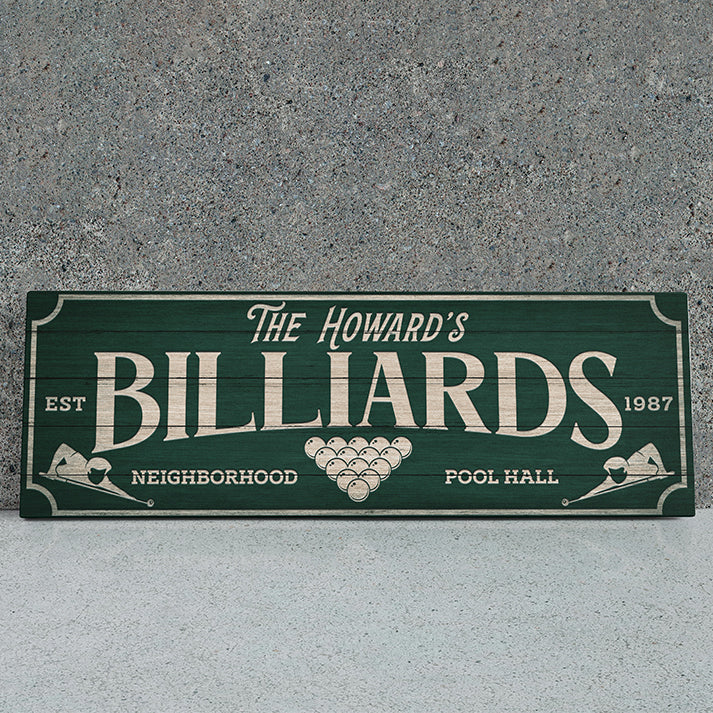 The Howard's
BILLIARDS
EST 1987
NEIGHBORHOOD POOL HALL